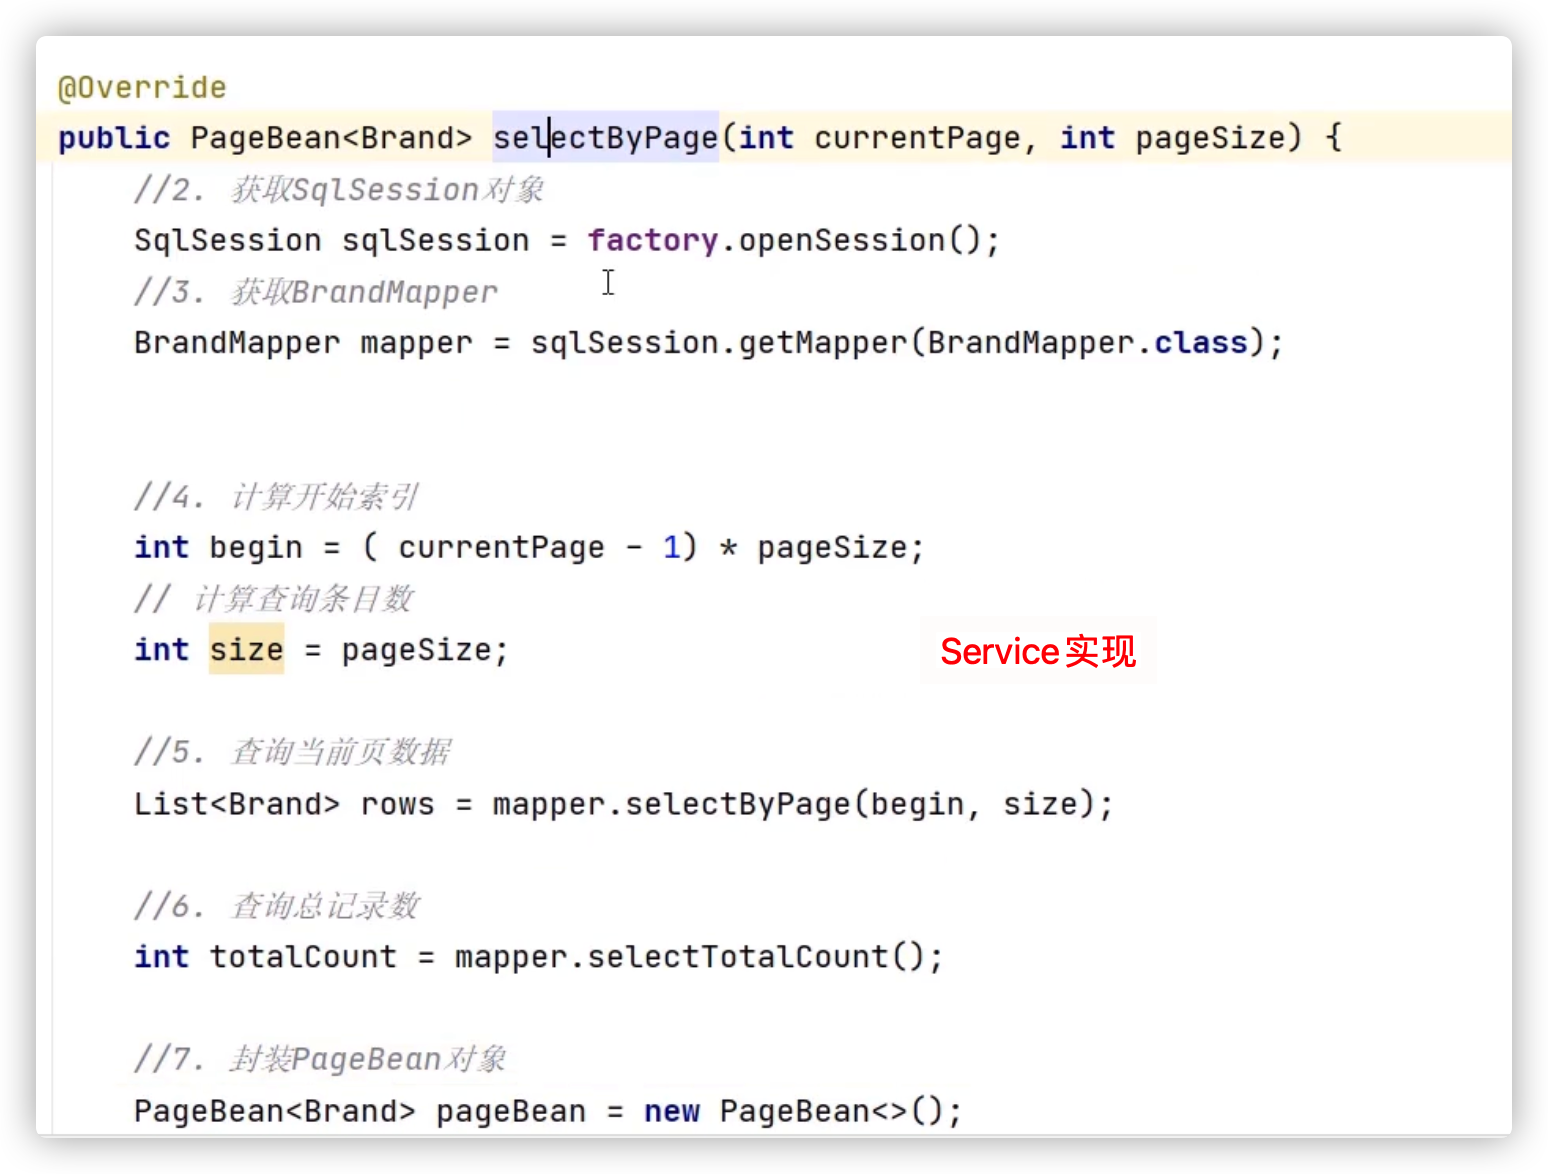 @Override
public PageBean<Brand> selectByPage(int currentPage, int pageSize) {
//2. 获取SqlSession对象
SqlSession sqlSession = factory.openSession();
//3. 获取BrandMapper
BrandMapper mapper = sqlSession.getMapper(BrandMapper.class);
//4. 计算开始索引
int begin = ( currentPage - 1) * pageSize;
// 计算查询条目数
int size = pageSize;
Service实现
//5. 查询当前页数据
List<Brand> rows = mapper.selectByPage(begin, size);
//6. 查询总记录数
int totalCount = mapper.selectTotalCount();
//7. 封装PageBean对象
PageBean<Brand> pageBean = new PageBean<>();